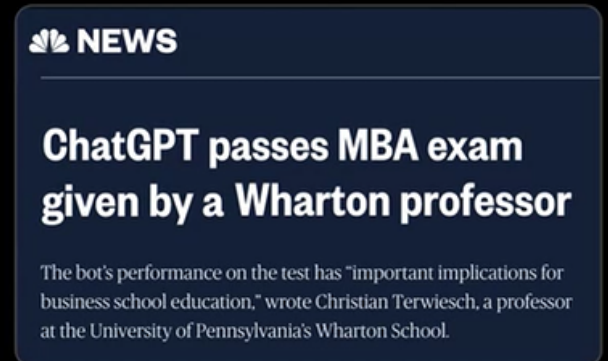 NEWS
ChatGPT passes MBA exam
given by a Wharton professor
The bot's performance on the test has "important implications for
business school education," wrote Christian Terwiesch, a professor
at the University of Pennsylvania's Wharton School.